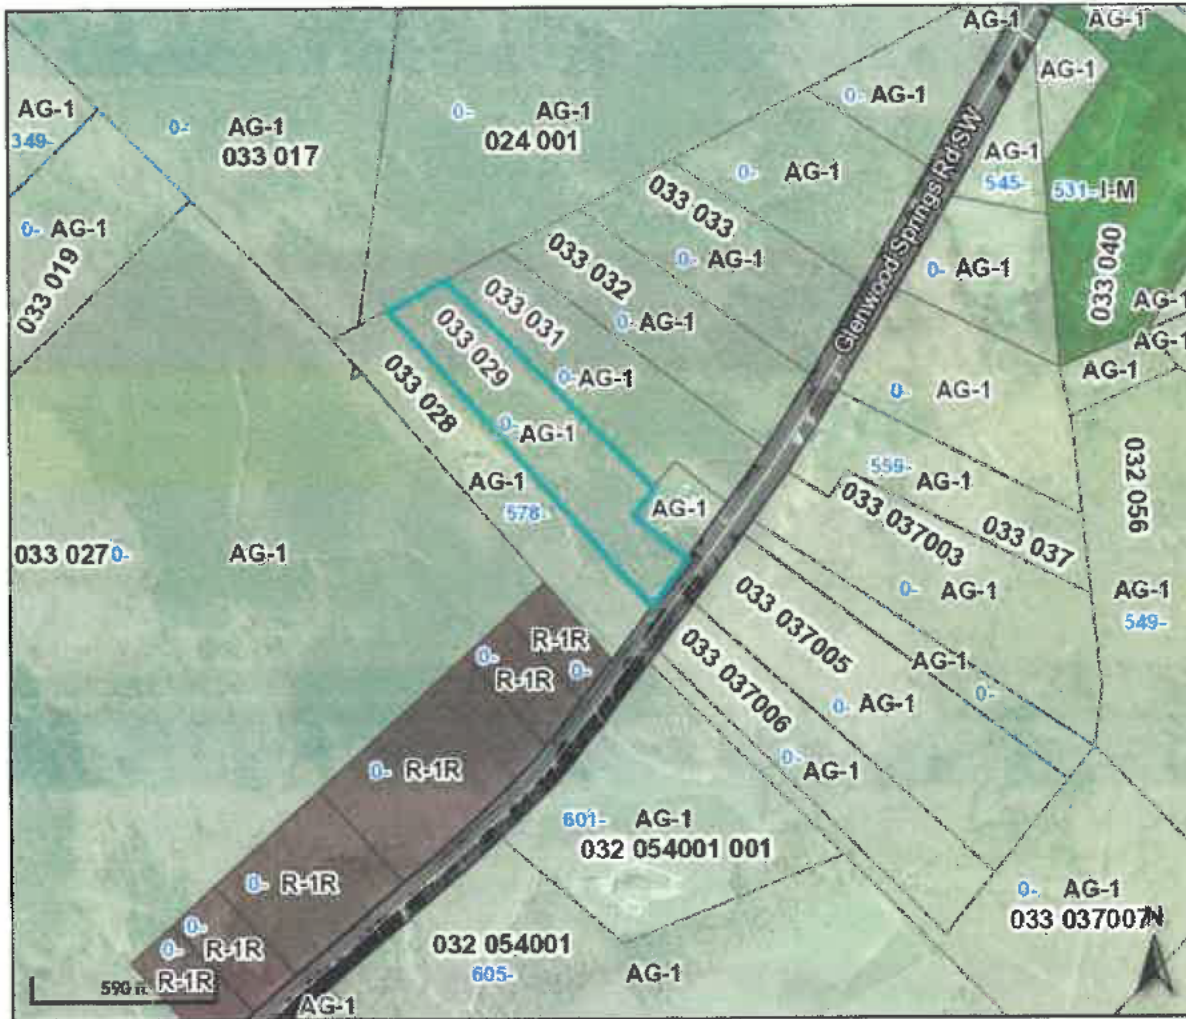 AG-1
AG-1
AG-1
0- AG-1
AG-1
349-
0- AG-1
033 017
0- AG-1
024 001
Glenwood Springs Rd SW
AG-1
545-
531- I-M
033 040
0- AG-1
033 033
0- AG-1
033 019
033 032
0- AG-1
0- AG-1
AG-1
AG-1
AG-1
033 031
0- AG-1
033 029
0- AG-1
033 028
0- AG-1
0- AG-1
AG-1
578-
AG-1
559- AG-1
033 037003
033 037
032 056
033 027 0-
AG-1
0- AG-1
AG-1
549-
033 037005
AG-1
0-
R-1R
0-
R-1R
0-
033 037006
0- AG-1
0-
AG-1
0- R-1R
601- AG-1
032 054001 001
0- R-1R
0- AG-1
033 037007
N
0-
0- R-1R
R-1R
032 054001
605-
AG-1
590 ft
AG-1